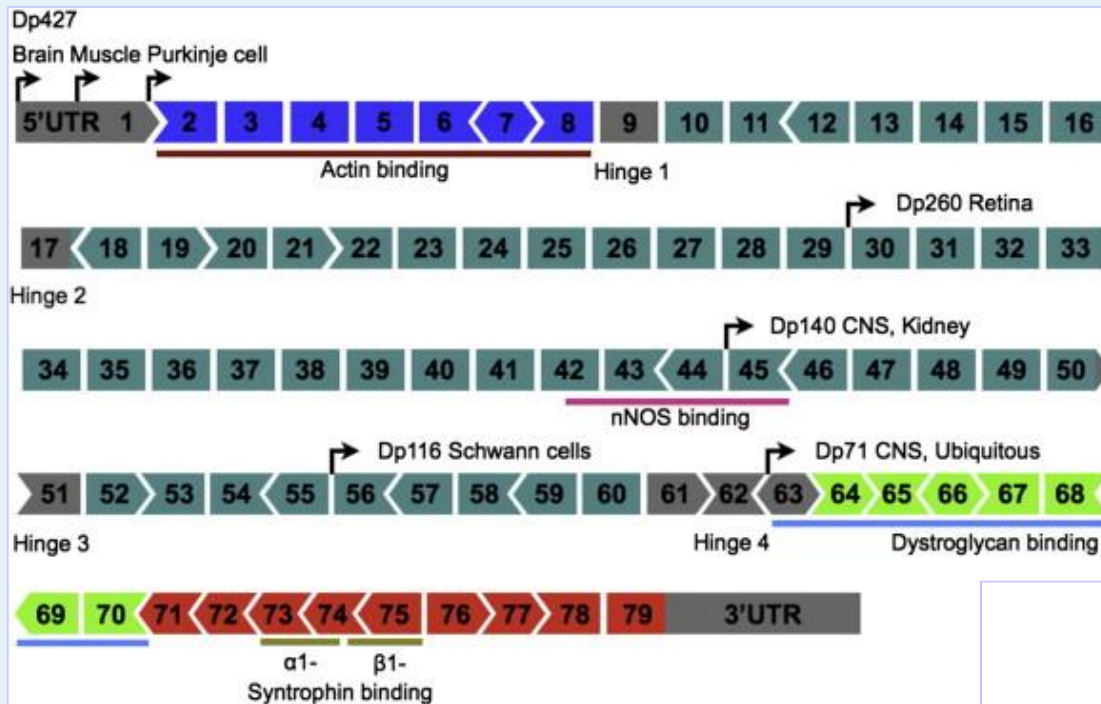 Dp427
Brain Muscle Purkinje cell
5'UTR 1 2 3 4 5 6 7 8 9 10 11 12 13 14 15 16
Actin binding Hinge 1
Dp260 Retina
17 18 19 20 21 22 23 24 25 26 27 28 29 30 31 32 33
Hinge 2
Dp140 CNS, Kidney
34 35 36 37 38 39 40 41 42 43 44 45 46 47 48 49 50
nNOS binding
Dp116 Schwann cells Dp71 CNS, Ubiquitous
51 52 53 54 55 56 57 58 59 60 61 62 63 64 65 66 67 68
Hinge 3 Hinge 4 Dystroglycan binding
69 70 71 72 73 74 75 76 77 78 79 3'UTR
α1- β1-
Syntrophin binding